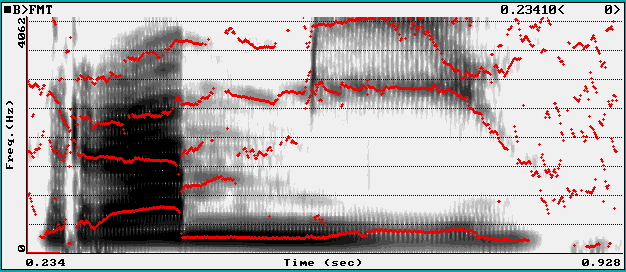 ■B>FMT 0.23410< 0>
4062
Freq.(Hz)
0
0.234 Time (sec) 0.928